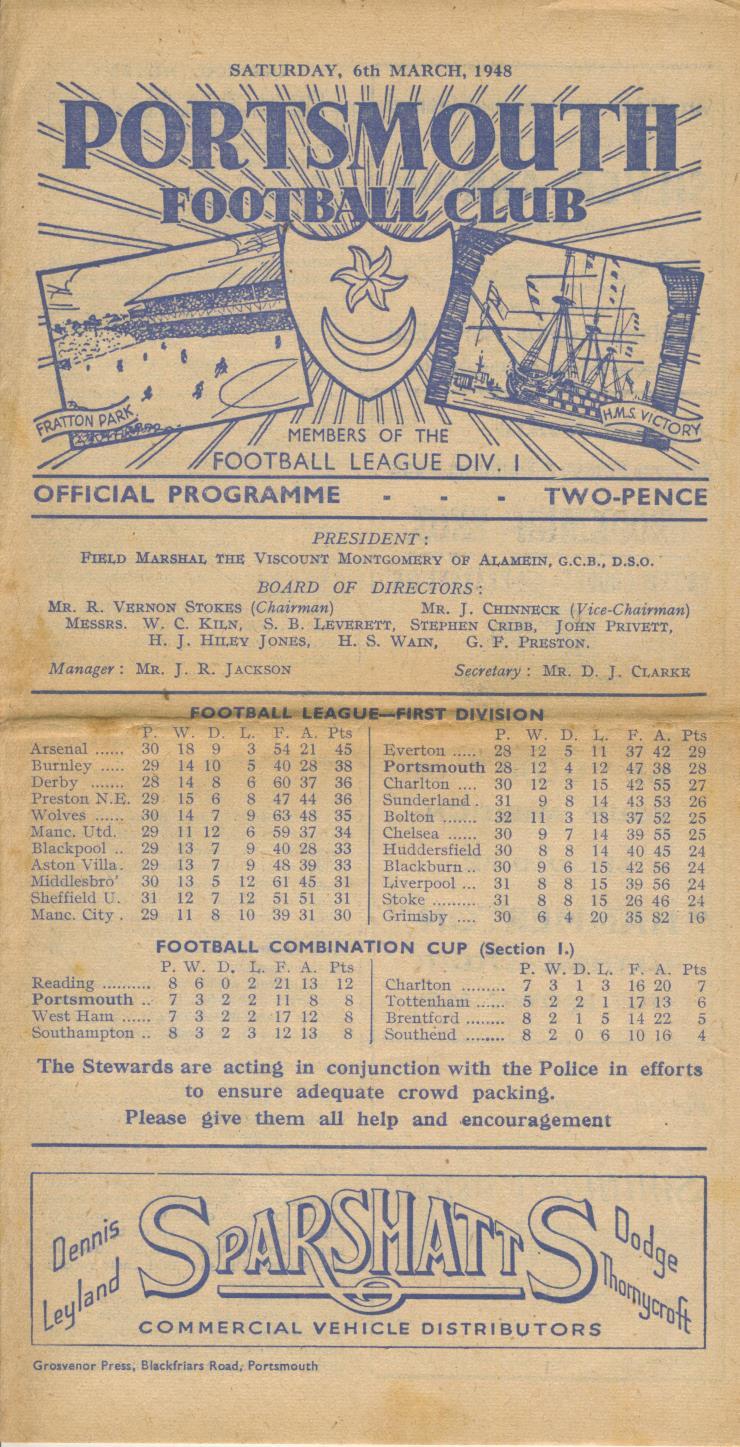 SATURDAY, 6th MARCH, 1948
PORTSMOUTH
FOOTBALL CLUB
FRATTON PARK
H.M.S. VICTORY
MEMBERS OF THE
FOOTBALL LEAGUE DIV. 1
OFFICIAL PROGRAMME - - - TWO-PENCE
PRESIDENT:
FIELD MARSHAL THE VISCOUNT MONTGOMERY OF ALAMEIN, G.C.B., D.S.O.
BOARD OF DIRECTORS:
MR. R. VERNON STOKES (Chairman) MR. J. CHINNECK (Vice-Chairman)
MESSRS. W. C. KILN, S. B. LEVERETT, STEPHEN CRIBB, JOHN PRIVETT,
H. J. HILEY JONES, H. S. WAIN, G. F. PRESTON.
Manager: MR. J. R. JACKSON Secretary: MR. D. J. CLARKE
FOOTBALL LEAGUE—FIRST DIVISION
P. W. D. L. F. A. Pts
Arsenal ...... 30 18 9 3 54 21 45
Burnley ..... 29 14 10 5 40 28 38
Derby ....... 28 14 8 6 60 37 36
Preston N.E. 29 15 6 8 47 44 36
Wolves ...... 30 14 7 9 63 48 35
Manc. Utd. 29 11 12 6 59 37 34
Blackpool .. 29 13 7 9 40 28 33
Aston Villa. 29 13 7 9 48 39 33
Middlesbro' 30 13 5 12 61 45 31
Sheffield U. 31 12 7 12 51 51 31
Manc. City . 29 11 8 10 39 31 30
P. W. D. L. F. A. Pts
Everton ..... 28 12 5 11 37 42 29
Portsmouth 28 12 4 12 47 38 28
Charlton .... 30 12 3 15 42 55 27
Sunderland . 31 9 8 14 43 53 26
Bolton ....... 32 11 3 18 37 52 25
Chelsea ...... 30 9 7 14 39 55 25
Huddersfield 30 8 8 14 40 45 24
Blackburn .. 30 9 6 15 42 56 24
Liverpool ... 31 8 8 15 39 56 24
Stoke ......... 31 8 8 15 26 46 24
Grimsby .... 30 6 4 20 35 82 16
FOOTBALL COMBINATION CUP (Section 1.)
P. W. D. L. F. A. Pts
Reading .......... 8 6 0 2 21 13 12
Portsmouth .. 7 3 2 2 11 8 8
West Ham ...... 7 3 2 2 17 12 8
Southampton .. 8 3 2 3 12 13 8
P. W. D. L. F. A. Pts
Charlton ......... 7 3 1 3 16 20 7
Tottenham ...... 5 2 2 1 17 13 6
Brentford ........ 8 2 1 5 14 22 5
Southend ........ 8 2 0 6 10 16 4
The Stewards are acting in conjunction with the Police in efforts
to ensure adequate crowd packing.
Please give them all help and encouragement
Dennis
Leyland
SPARSHATTS
Dodge
Thornycroft
COMMERCIAL VEHICLE DISTRIBUTORS
Grosvenor Press, Blackfriars Road, Portsmouth